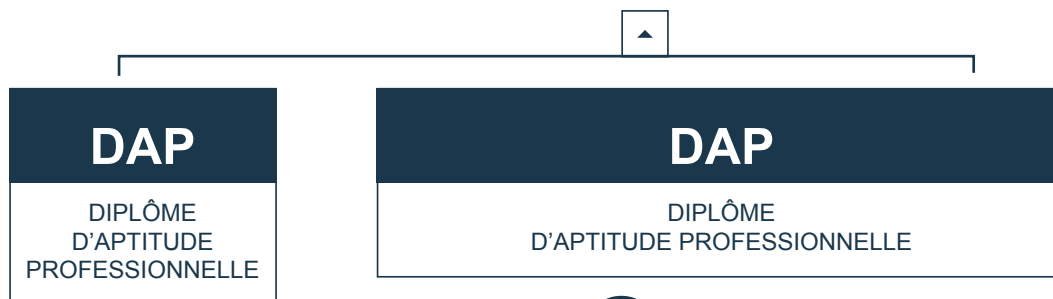 DAP
DIPLÔME
D'APTITUDE
PROFESSIONNELLE
DAP
DIPLÔME
D'APTITUDE PROFESSIONNELLE